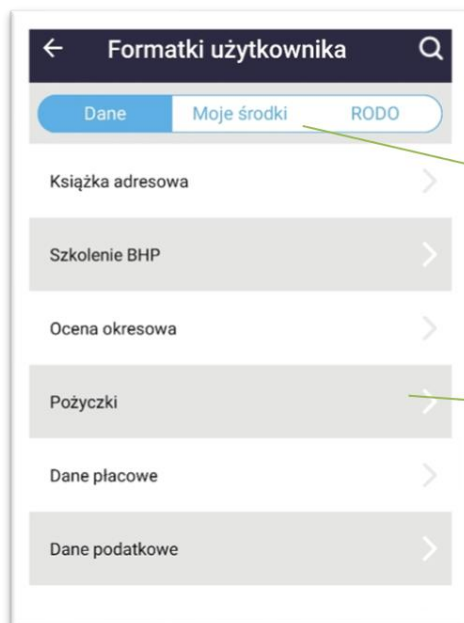 Formatki użytkownika
Dane Moje środki RODO
Książka adresowa
Szkolenie BHP
Ocena okresowa
Pożyczki
Dane płacowe
Dane podatkowe